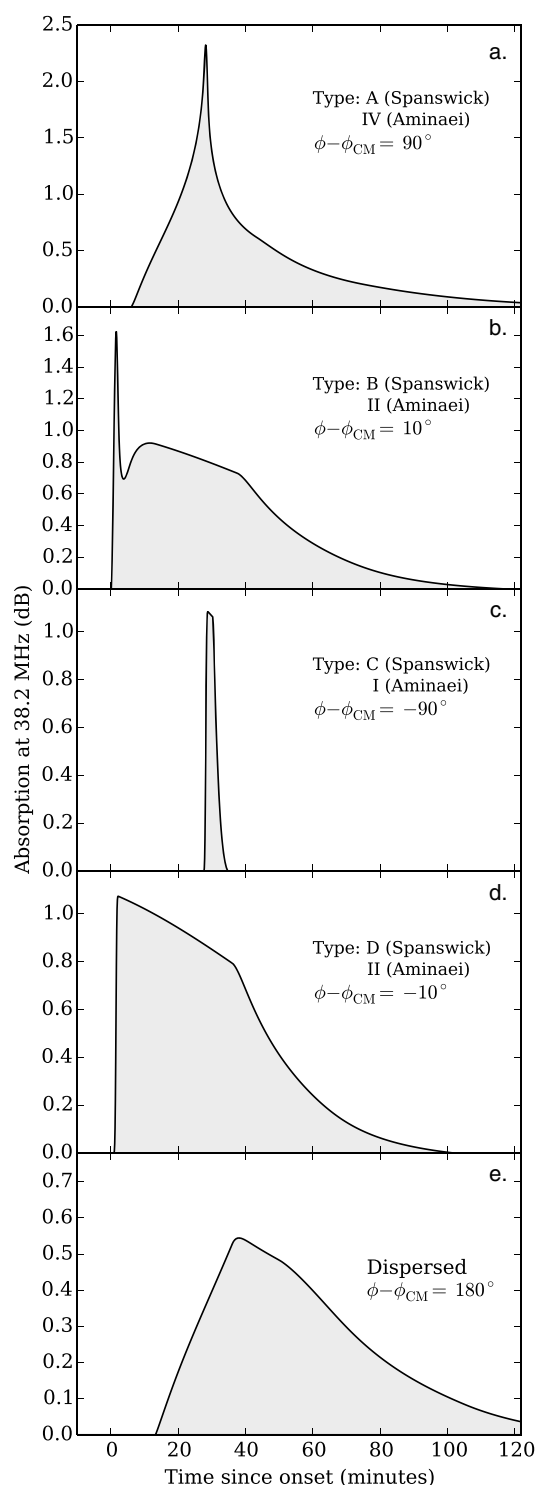 2.5
a.
2.0
Type: A (Spanswick)
IV (Aminaei)
ϕ−ϕCM = 90°
1.5
1.0
0.5
0.0
b.
1.6
1.4
Type: B (Spanswick)
II (Aminaei)
ϕ−ϕCM = 10°
1.2
1.0
0.8
0.6
0.4
0.2
0.0
Absorption at 38.2 MHz (dB)
c.
1.0
Type: C (Spanswick)
I (Aminaei)
ϕ−ϕCM = −90°
0.8
0.6
0.4
0.2
0.0
d.
1.0
Type: D (Spanswick)
II (Aminaei)
ϕ−ϕCM = −10°
0.8
0.6
0.4
0.2
0.0
e.
0.7
0.6
0.5
Dispersed
ϕ−ϕCM = 180°
0.4
0.3
0.2
0.1
0.0
0 20 40 60 80 100 120
Time since onset (minutes)